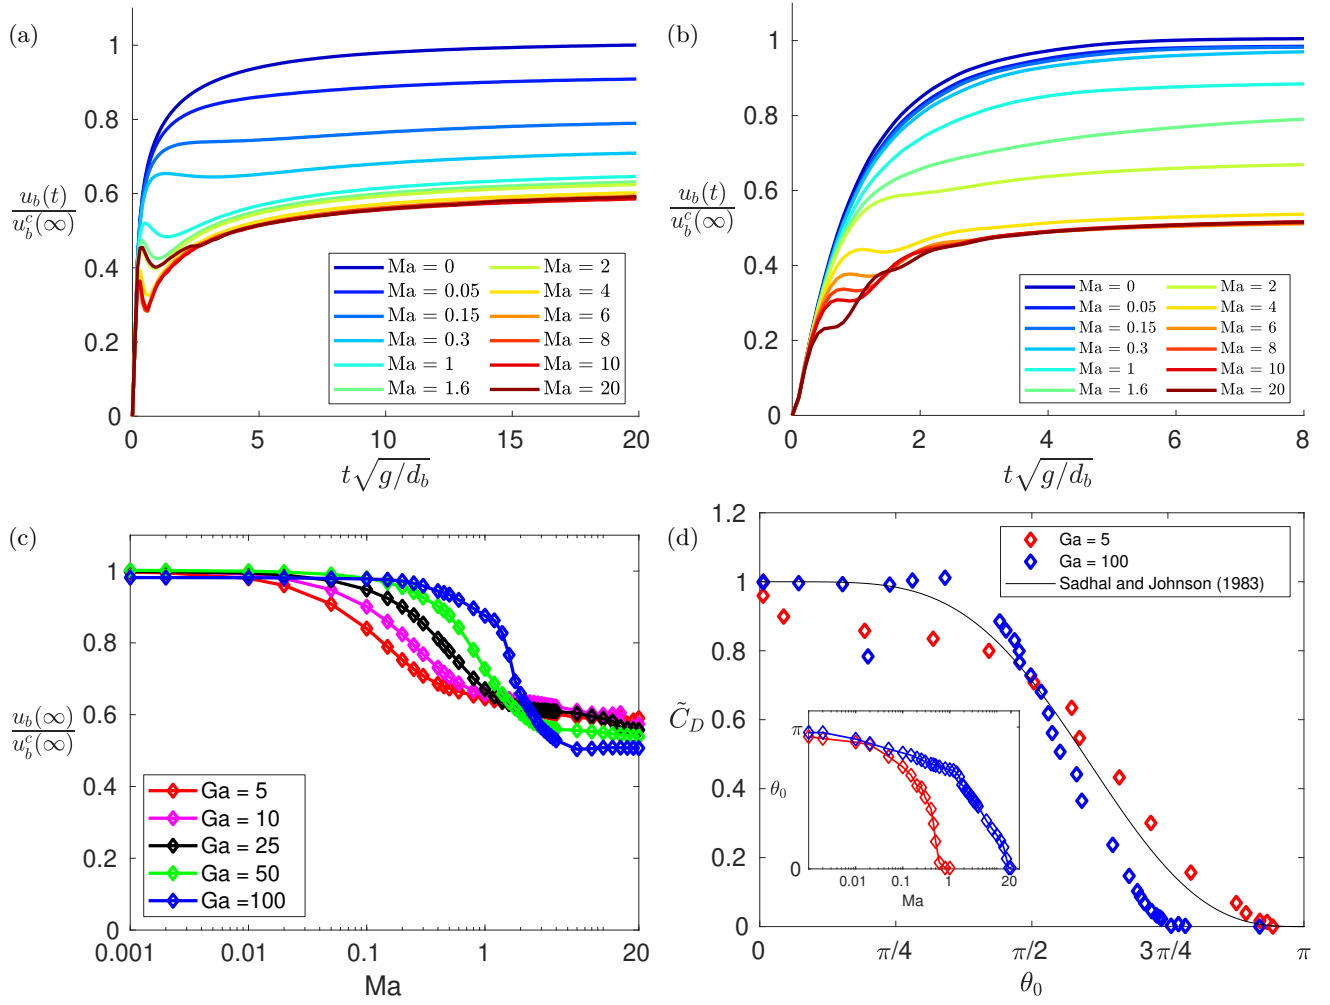 (a)
1
0.8
0.6
0.4
0.2
0
u_b(t)
u_b^c(∞)
0 5 10 15 20
t√g/d_b
Ma = 0 Ma = 2
Ma = 0.05 Ma = 4
Ma = 0.15 Ma = 6
Ma = 0.3 Ma = 8
Ma = 1 Ma = 10
Ma = 1.6 Ma = 20
(b)
1
0.8
0.6
0.4
0.2
0
u_b(t)
u_b^c(∞)
0 2 4 6 8
t√g/d_b
Ma = 0 Ma = 2
Ma = 0.05 Ma = 4
Ma = 0.15 Ma = 6
Ma = 0.3 Ma = 8
Ma = 1 Ma = 10
Ma = 1.6 Ma = 20
(c)
1
0.8
0.6
0.4
0.2
0
u_b(∞)
u_b^c(∞)
0.001 0.01 0.1 1 20
Ma
Ga = 5
Ga = 10
Ga = 25
Ga = 50
Ga =100
(d)
1.2
1
0.8
0.6
0.4
0.2
0
C̃_D
0 π/4 π/2 3π/4 π
θ_0
Ga = 5
Ga = 100
Sadhal and Johnson (1983)
π
θ_0
0
0.01 0.1 1 20
Ma